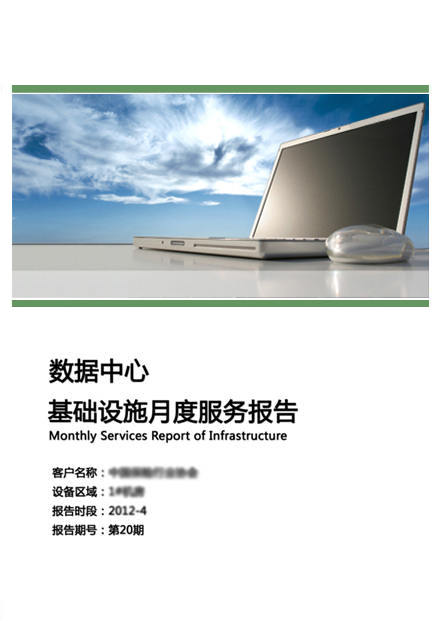 数据中心
基础设施月度服务报告
Monthly Services Report of Infrastructure
客户名称：
设备区域：
报告时段：2012-4
报告期号：第20期